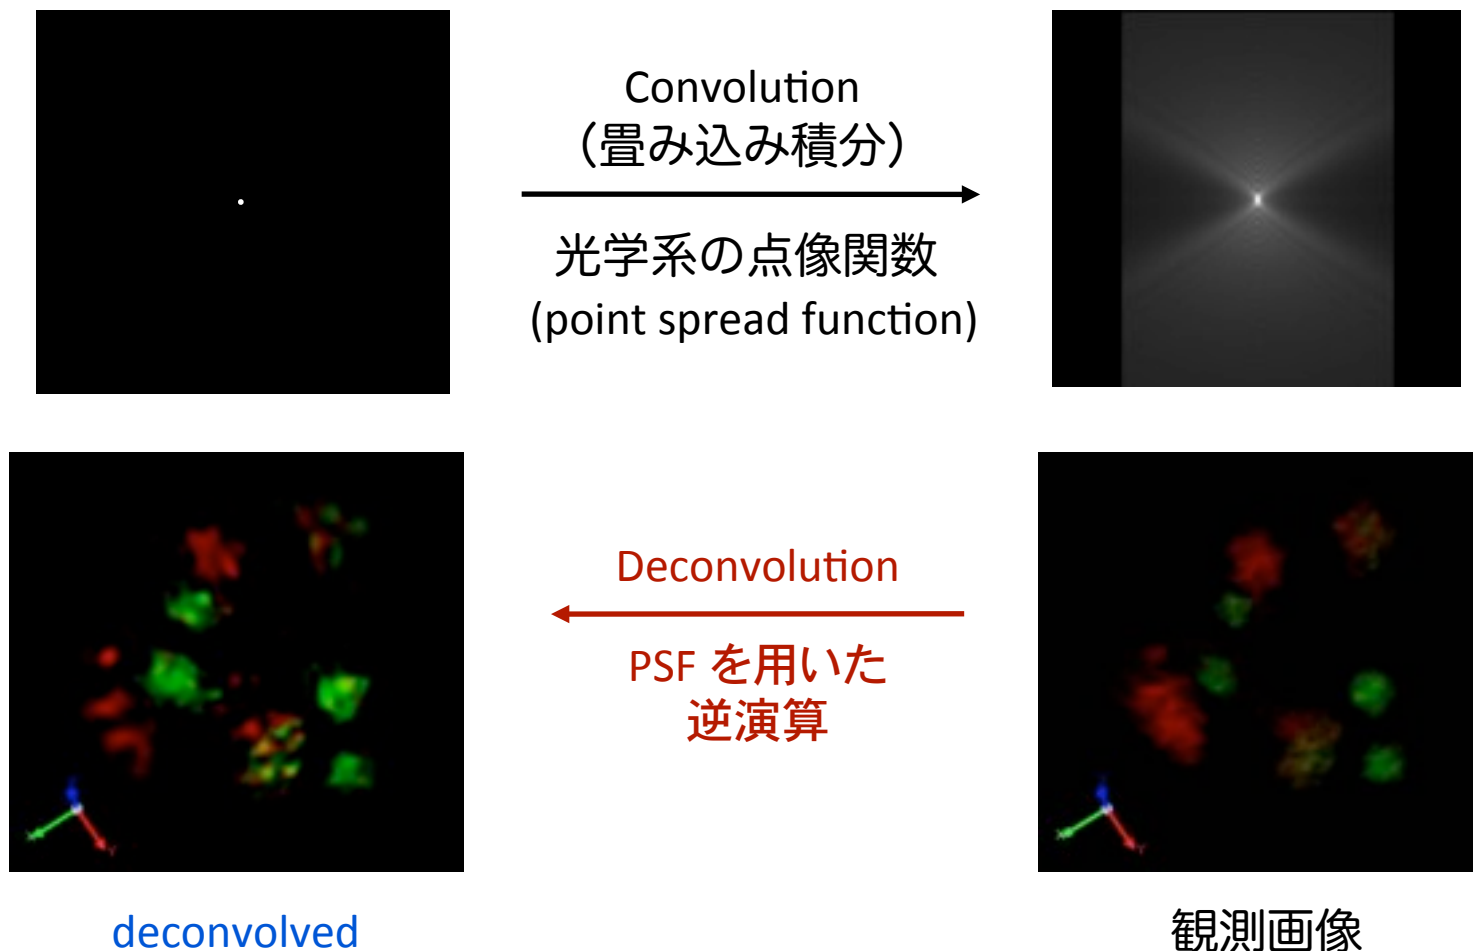 Convolution
（畳み込み積分）
光学系の点像関数
(point spread function)
Deconvolution
PSF を用いた
逆演算
deconvolved
観測画像